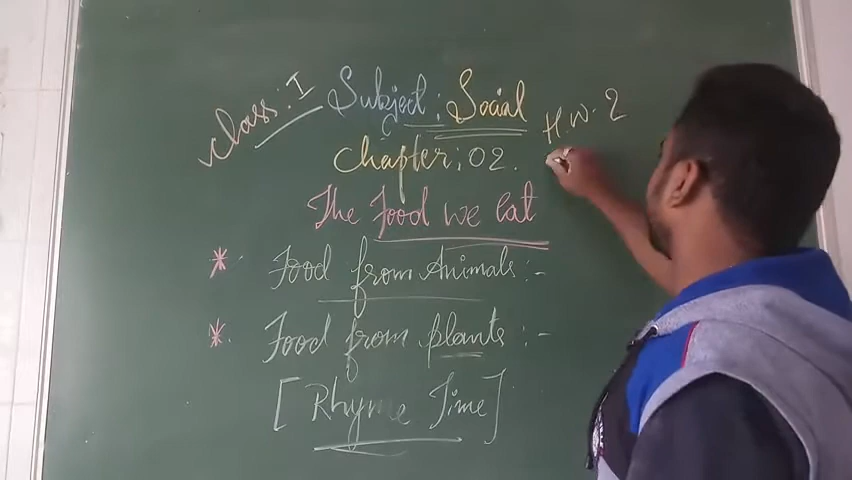 Class: I
Subject: Social
H.W. 2
Chapter: 02.
The Food We Eat
* Food from Animals :-
* Food from plants :-
[Rhyme Time]